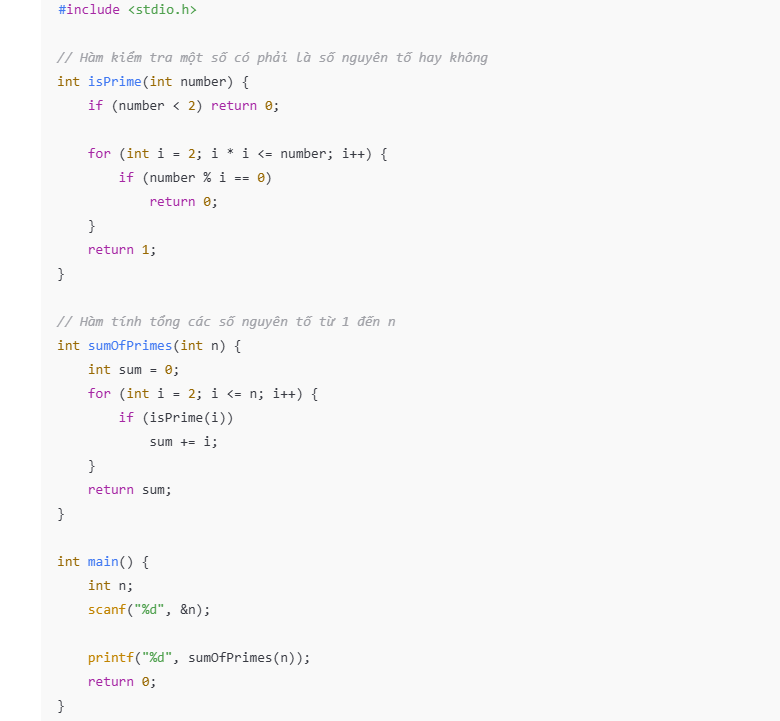 #include <stdio.h>
// Hàm kiểm tra một số có phải là số nguyên tố hay không
int isPrime(int number) {
    if (number < 2) return 0;
    for (int i = 2; i * i <= number; i++) {
        if (number % i == 0)
            return 0;
    }
    return 1;
}
// Hàm tính tổng các số nguyên tố từ 1 đến n
int sumOfPrimes(int n) {
    int sum = 0;
    for (int i = 2; i <= n; i++) {
        if (isPrime(i))
            sum += i;
    }
    return sum;
}
int main() {
    int n;
    scanf("%d", &n);
    printf("%d", sumOfPrimes(n));
    return 0;
}